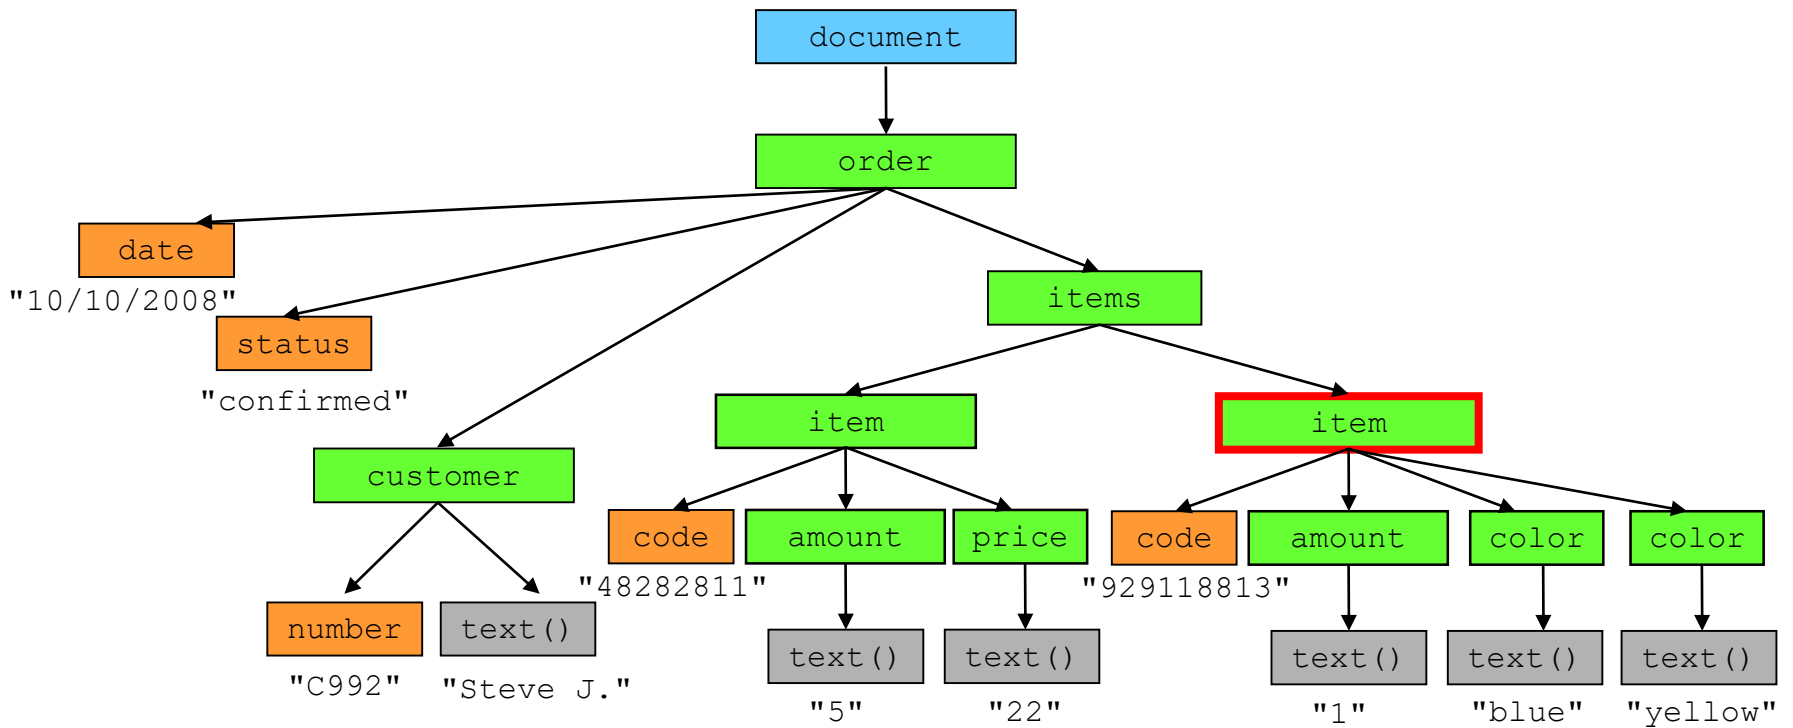 document
order
date
"10/10/2008"
items
status
"confirmed"
item
item
customer
code
amount
price
code
amount
color
color
"48282811"
"929118813"
number
text()
text()
text()
text()
text()
text()
"C992"
"Steve J."
"5"
"22"
"1"
"blue"
"yellow"